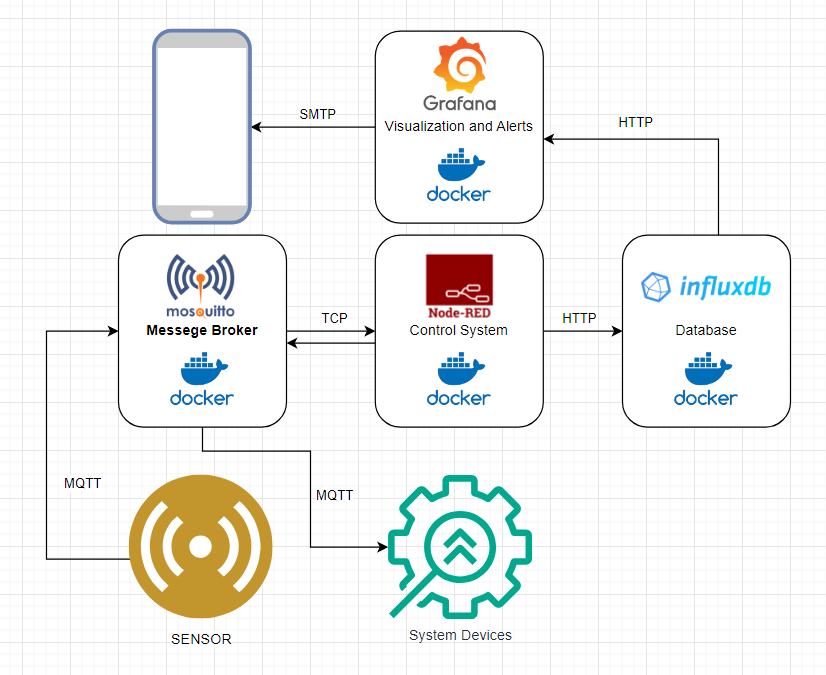 Grafana
Visualization and Alerts
docker
SMTP
HTTP
mosquitto
Messege Broker
docker
TCP
Node-RED
Control System
docker
HTTP
influxdb
Database
docker
MQTT
MQTT
SENSOR
System Devices